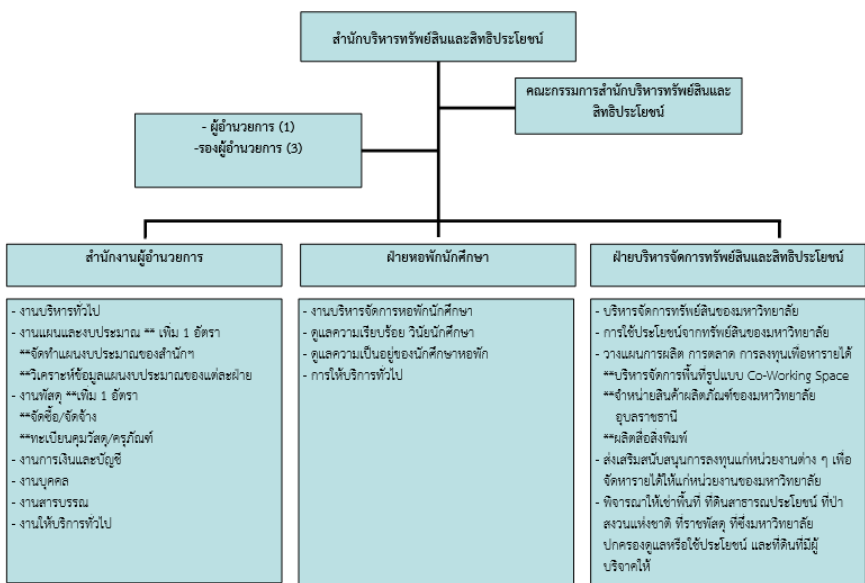 สำนักบริหารทรัพย์สินและสิทธิประโยชน์
คณะกรรมการสำนักบริหารทรัพย์สินและ
สิทธิประโยชน์
- ผู้อำนวยการ (1)
-รองผู้อำนวยการ (3)
สำนักงานผู้อำนวยการ
- งานบริหารทั่วไป
- งานแผนและงบประมาณ ** เพิ่ม 1 อัตรา
**จัดทำแผนงบประมาณของสำนักฯ
**วิเคราะห์ข้อมูลแผนงบประมาณของแต่ละฝ่าย
- งานพัสดุ **เพิ่ม 1 อัตรา
**จัดซื้อ/จัดจ้าง
**ทะเบียนคุมวัสดุ/ครุภัณฑ์
- งานการเงินและบัญชี
- งานบุคคล
- งานสารบรรณ
- งานให้บริการทั่วไป
ฝ่ายหอพักนักศึกษา
- งานบริหารจัดการหอพักนักศึกษา
- ดูแลความเรียบร้อย วินัยนักศึกษา
- ดูแลความเป็นอยู่ของนักศึกษาหอพัก
- การให้บริการทั่วไป
ฝ่ายบริหารจัดการทรัพย์สินและสิทธิประโยชน์
- บริหารจัดการทรัพย์สินของมหาวิทยาลัย
- การใช้ประโยชน์จากทรัพย์สินของมหาวิทยาลัย
- วางแผนการผลิต การตลาด การลงทุนเพื่อหารายได้
**บริหารจัดการพื้นที่รูปแบบ Co-Working Space
**จำหน่ายสินค้าผลิตภัณฑ์ของมหาวิทยาลัย
อุบลราชธานี
**ผลิตสื่อสิ่งพิมพ์
- ส่งเสริมสนับสนุนการลงทุนแก่หน่วยงานต่าง ๆ เพื่อ
จัดหารายได้ให้แก่หน่วยงานของมหาวิทยาลัย
- พิจารณาให้เช่าพื้นที่ ที่ดินสาธารณประโยชน์ ที่ป่า
สงวนแห่งชาติ ที่ราชพัสดุ ที่ซึ่งมหาวิทยาลัย
ปกครองดูแลหรือใช้ประโยชน์ และที่ดินที่มีผู้
บริจาคให้